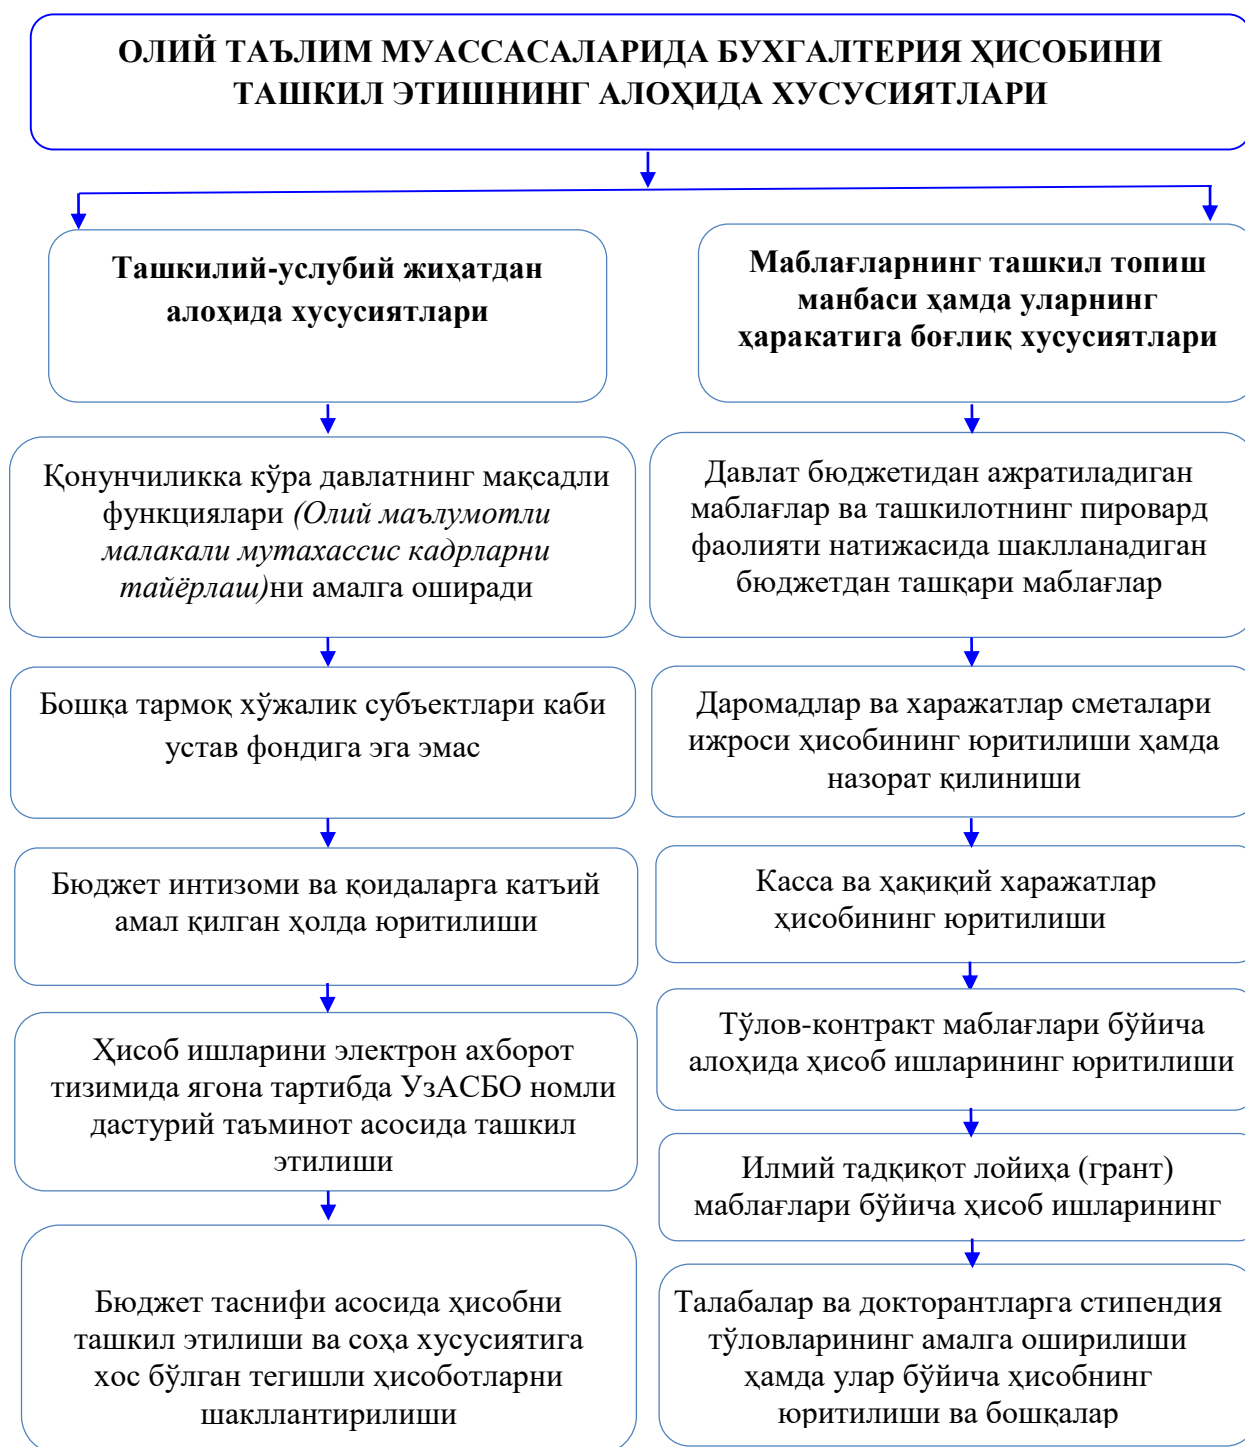 ОЛИЙ ТАЪЛИМ МУАССАСАЛАРИДА БУХГАЛТЕРИЯ ҲИСОБИНИ
ТАШКИЛ ЭТИШНИНГ АЛОҲИДА ХУСУСИЯТЛАРИ
Ташкилий-услубий жиҳатдан
алоҳида хусусиятлари
Қонунчиликка кўра давлатнинг мақсадли
функциялари (Олий маълумотли
малакали мутахассис кадрларни
тайёрлаш)ни амалга оширади
Бошқа тармоқ хўжалик субъектлари каби
устав фондига эга эмас
Бюджет интизоми ва қоидаларга катъий
амал қилган ҳолда юритилиши
Ҳисоб ишларини электрон ахборот
тизимида ягона тартибда УзАСБО номли
дастурий таъминот асосида ташкил
этилиши
Бюджет таснифи асосида ҳисобни
ташкил этилиши ва соҳа хусусиятига
хос бўлган тегишли ҳисоботларни
шакллантирилиши
Маблағларнинг ташкил топиш
манбаси ҳамда уларнинг
ҳаракатига боғлиқ хусусиятлари
Давлат бюджетидан ажратиладиган
маблағлар ва ташкилотнинг пировард
фаолияти натижасида шаклланадиган
бюджетдан ташқари маблағлар
Даромадлар ва харажатлар сметалари
ижроси ҳисобининг юритилиши ҳамда
назорат қилиниши
Касса ва ҳақиқий харажатлар
ҳисобининг юритилиши
Тўлов-контракт маблағлари бўйича
алоҳида ҳисоб ишларининг юритилиши
Илмий тадқиқот лойиҳа (грант)
маблағлари бўйича ҳисоб ишларининг
Талабалар ва докторантларга стипендия
тўловларининг амалга оширилиши
ҳамда улар бўйича ҳисобнинг
юритилиши ва бошқалар